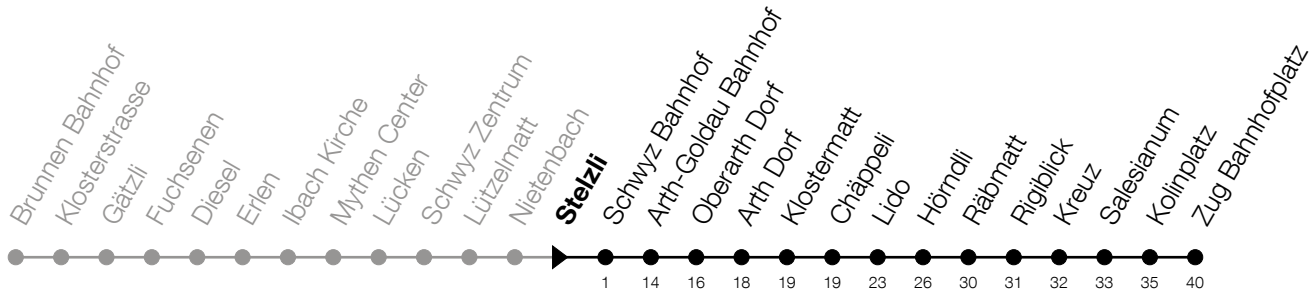 Brunnen Bahnhof
Klosterstrasse
Gätzli
Fuchsenen
Diesel
Erlen
Ibach Kirche
Mythen Center
Lücken
Schwyz Zentrum
Lützelmatt
Nietenbach
Stelzli
Schwyz Bahnhof
Arth-Goldau Bahnhof
Oberarth Dorf
Arth Dorf
Klostermatt
Chäppeli
Lido
Hörndli
Räbmatt
Rigiblick
Kreuz
Salesianum
Kolinplatz
Zug Bahnhofplatz
1 14 16 18 19 19 23 26 30 31 32 33 35 40